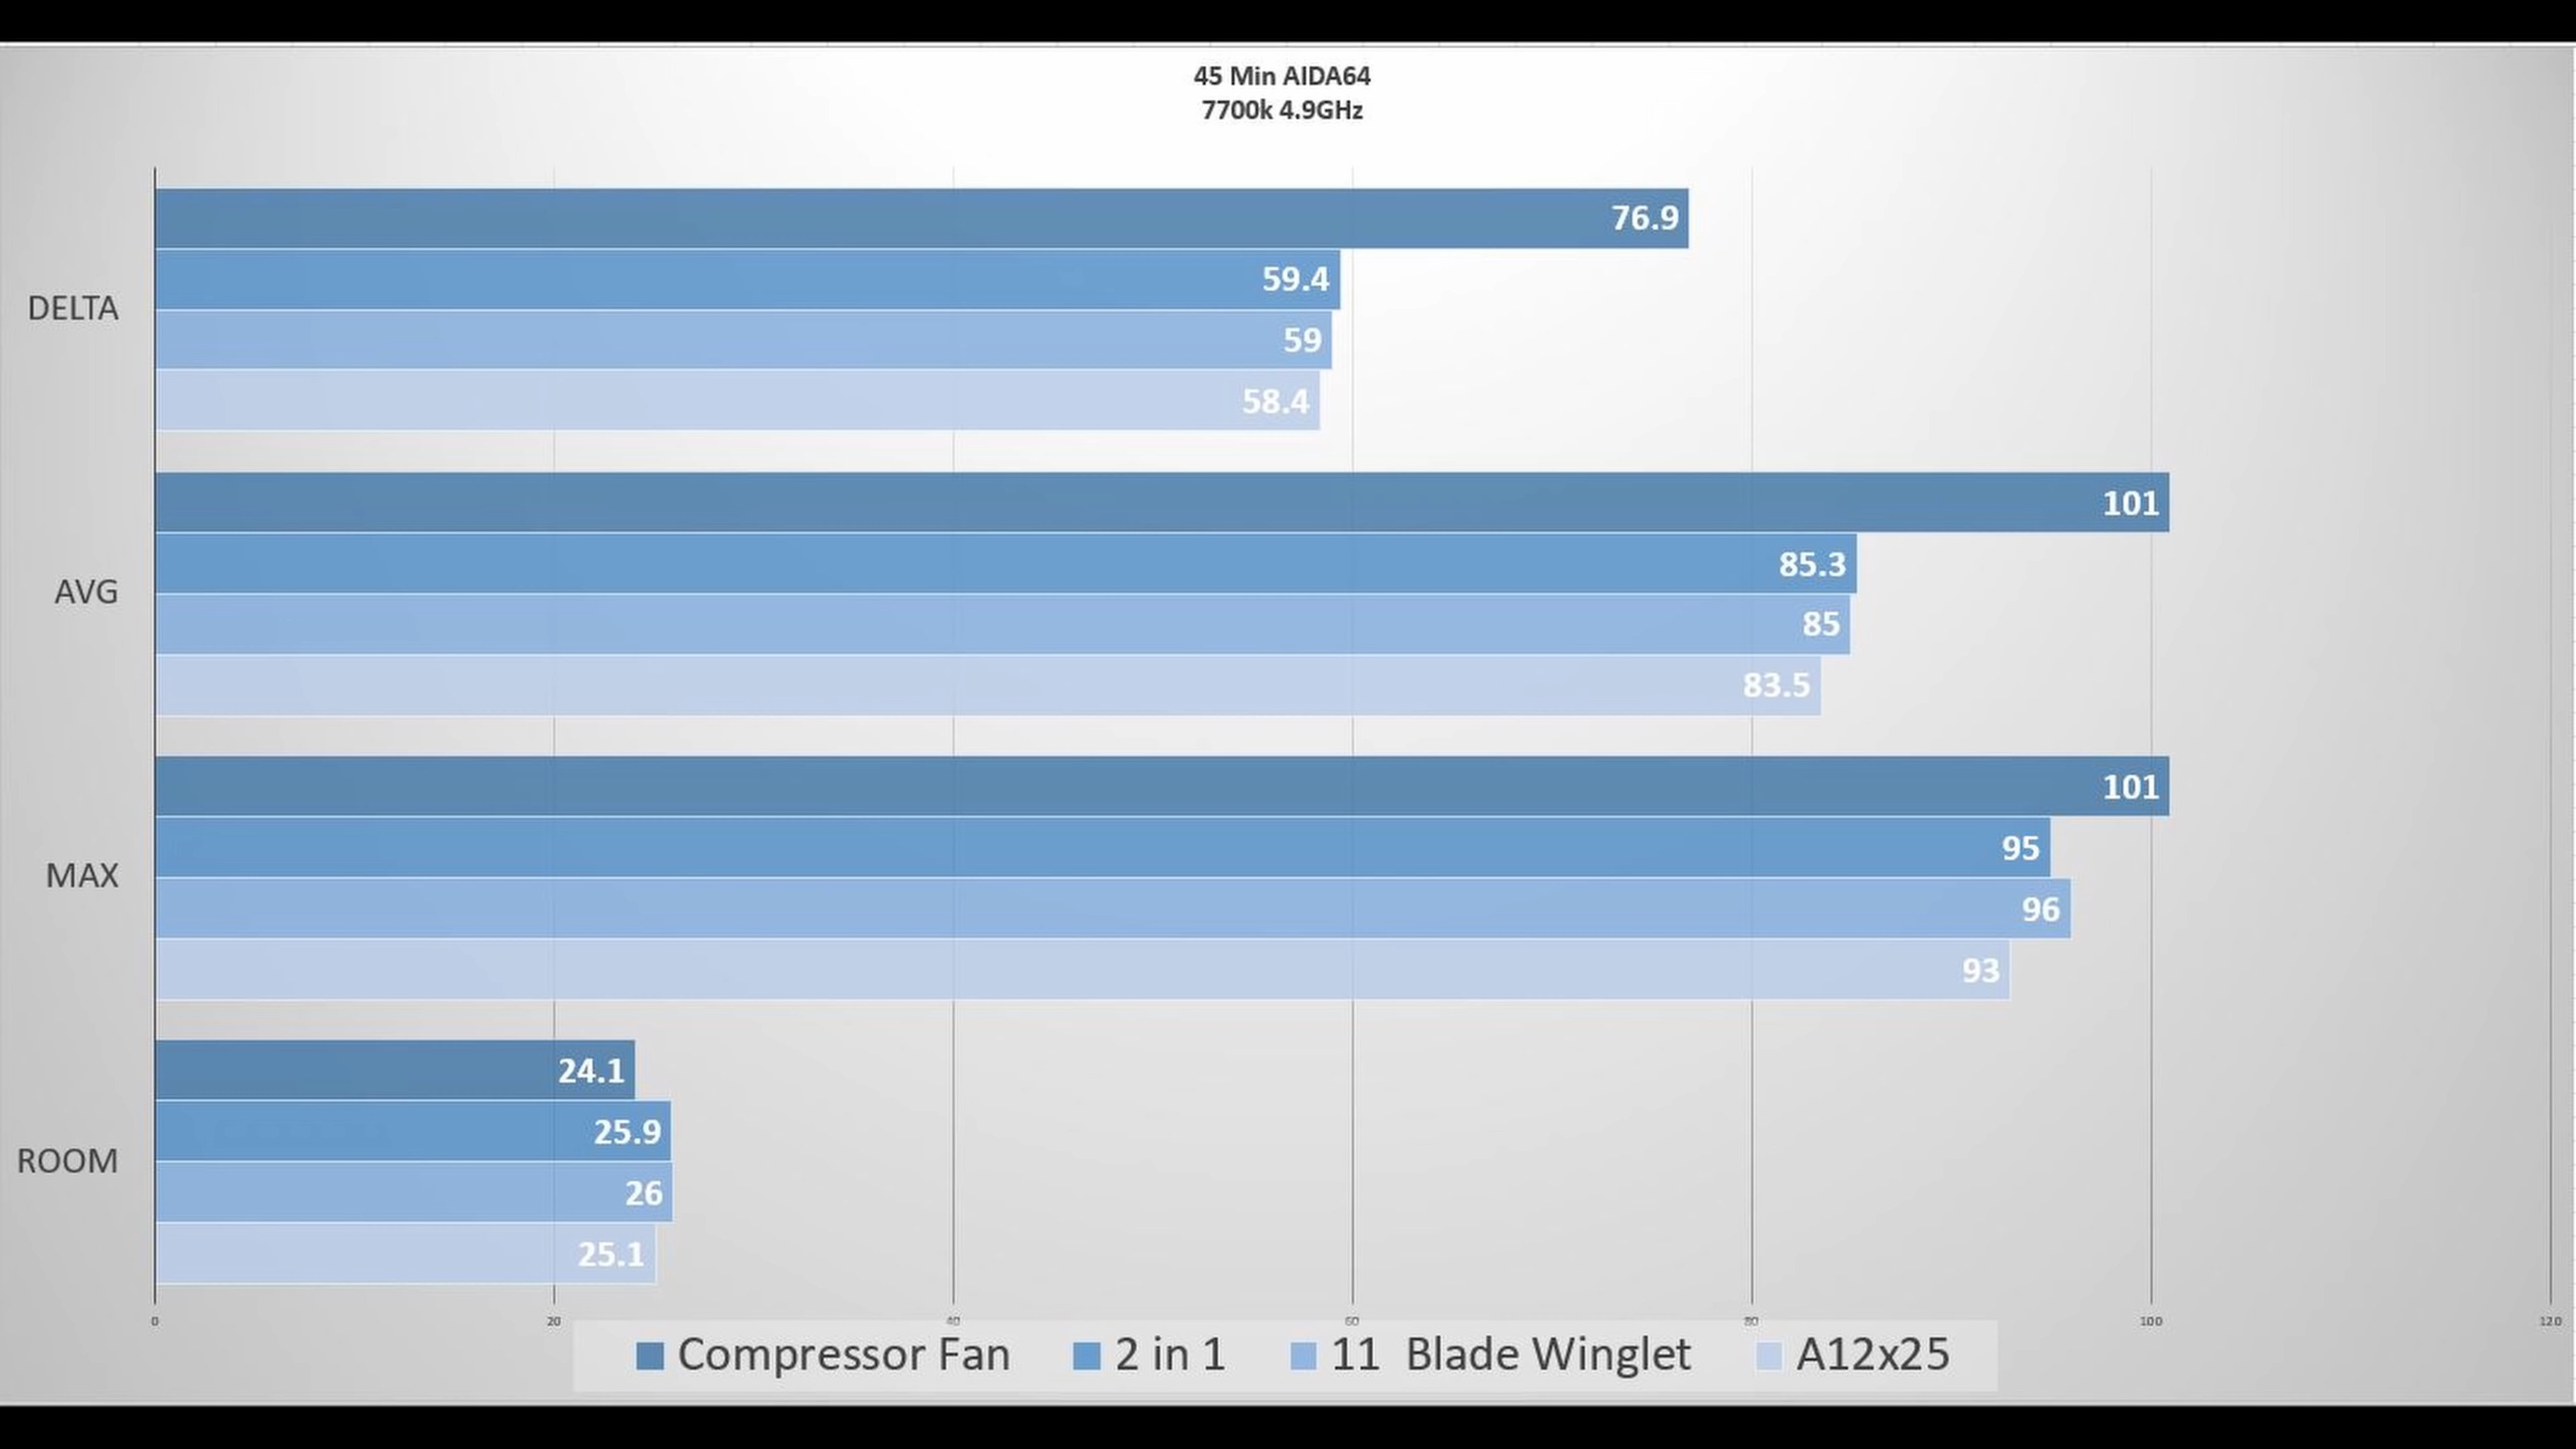 45 Min AIDA64
7700k 4.9GHz
DELTA
76.9
59.4
59
58.4
AVG
101
85.3
85
83.5
MAX
101
95
96
93
ROOM
24.1
25.9
26
25.1
0 20 40 60 80 100 120
Compressor Fan 2 in 1 11 Blade Winglet A12x25